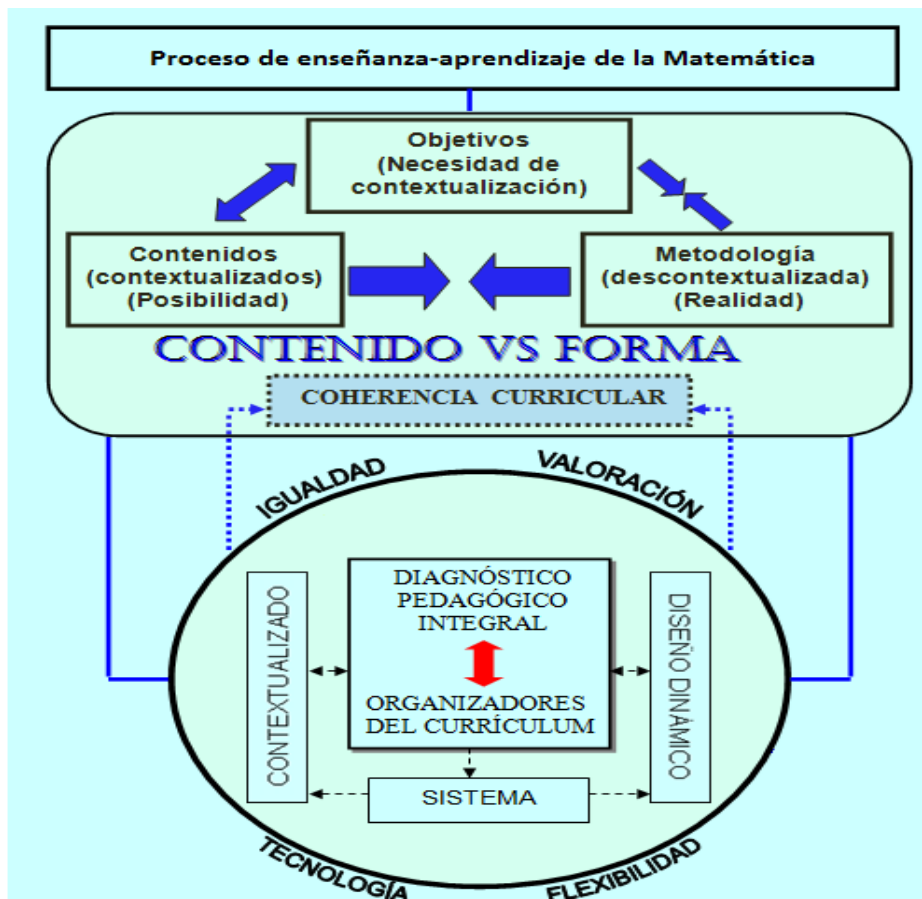 Proceso de enseñanza-aprendizaje de la Matemática
Objetivos
(Necesidad de
contextualización)
Contenidos
(contextualizados)
(Posibilidad)
Metodología
(descontextualizada)
(Realidad)
CONTENIDO VS FORMA
COHERENCIA CURRICULAR
IGUALDAD
VALORACIÓN
CONTEXTUALIZADO
DIAGNÓSTICO
PEDAGÓGICO
INTEGRAL
ORGANIZADORES
DEL CURRÍCULUM
DISEÑO DINÁMICO
SISTEMA
TECNOLOGÍA
FLEXIBILIDAD